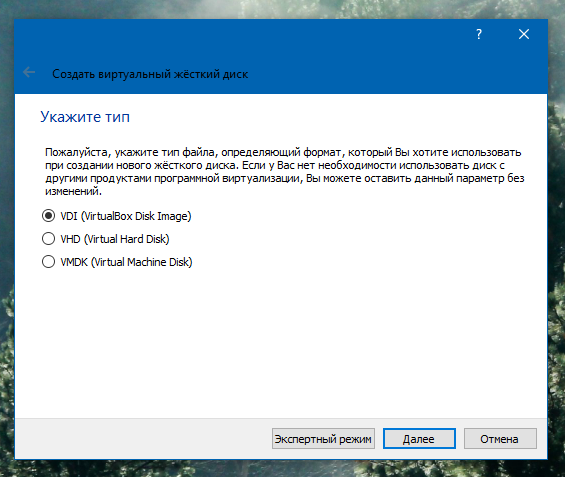 ?
Создать виртуальный жёсткий диск
Укажите тип
Пожалуйста, укажите тип файла, определяющий формат, который Вы хотите использовать
при создании нового жёсткого диска. Если у Вас нет необходимости использовать диск с
другими продуктами программной виртуализации, Вы можете оставить данный параметр без
изменений.
VDI (VirtualBox Disk Image)
VHD (Virtual Hard Disk)
VMDK (Virtual Machine Disk)
Экспертный режим Далее Отмена